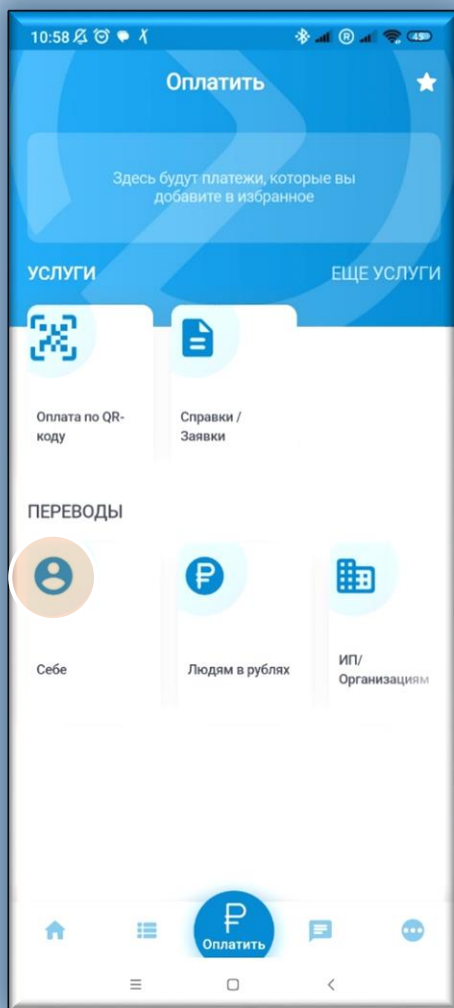 10:58
45
Оплатить
Здесь будут платежи, которые вы
добавите в избранное
УСЛУГИ
ЕЩЕ УСЛУГИ
Оплата по QR-
коду
Справки /
Заявки
ПЕРЕВОДЫ
Себе
Людям в рублях
ИП/
Организациям
Оплатить